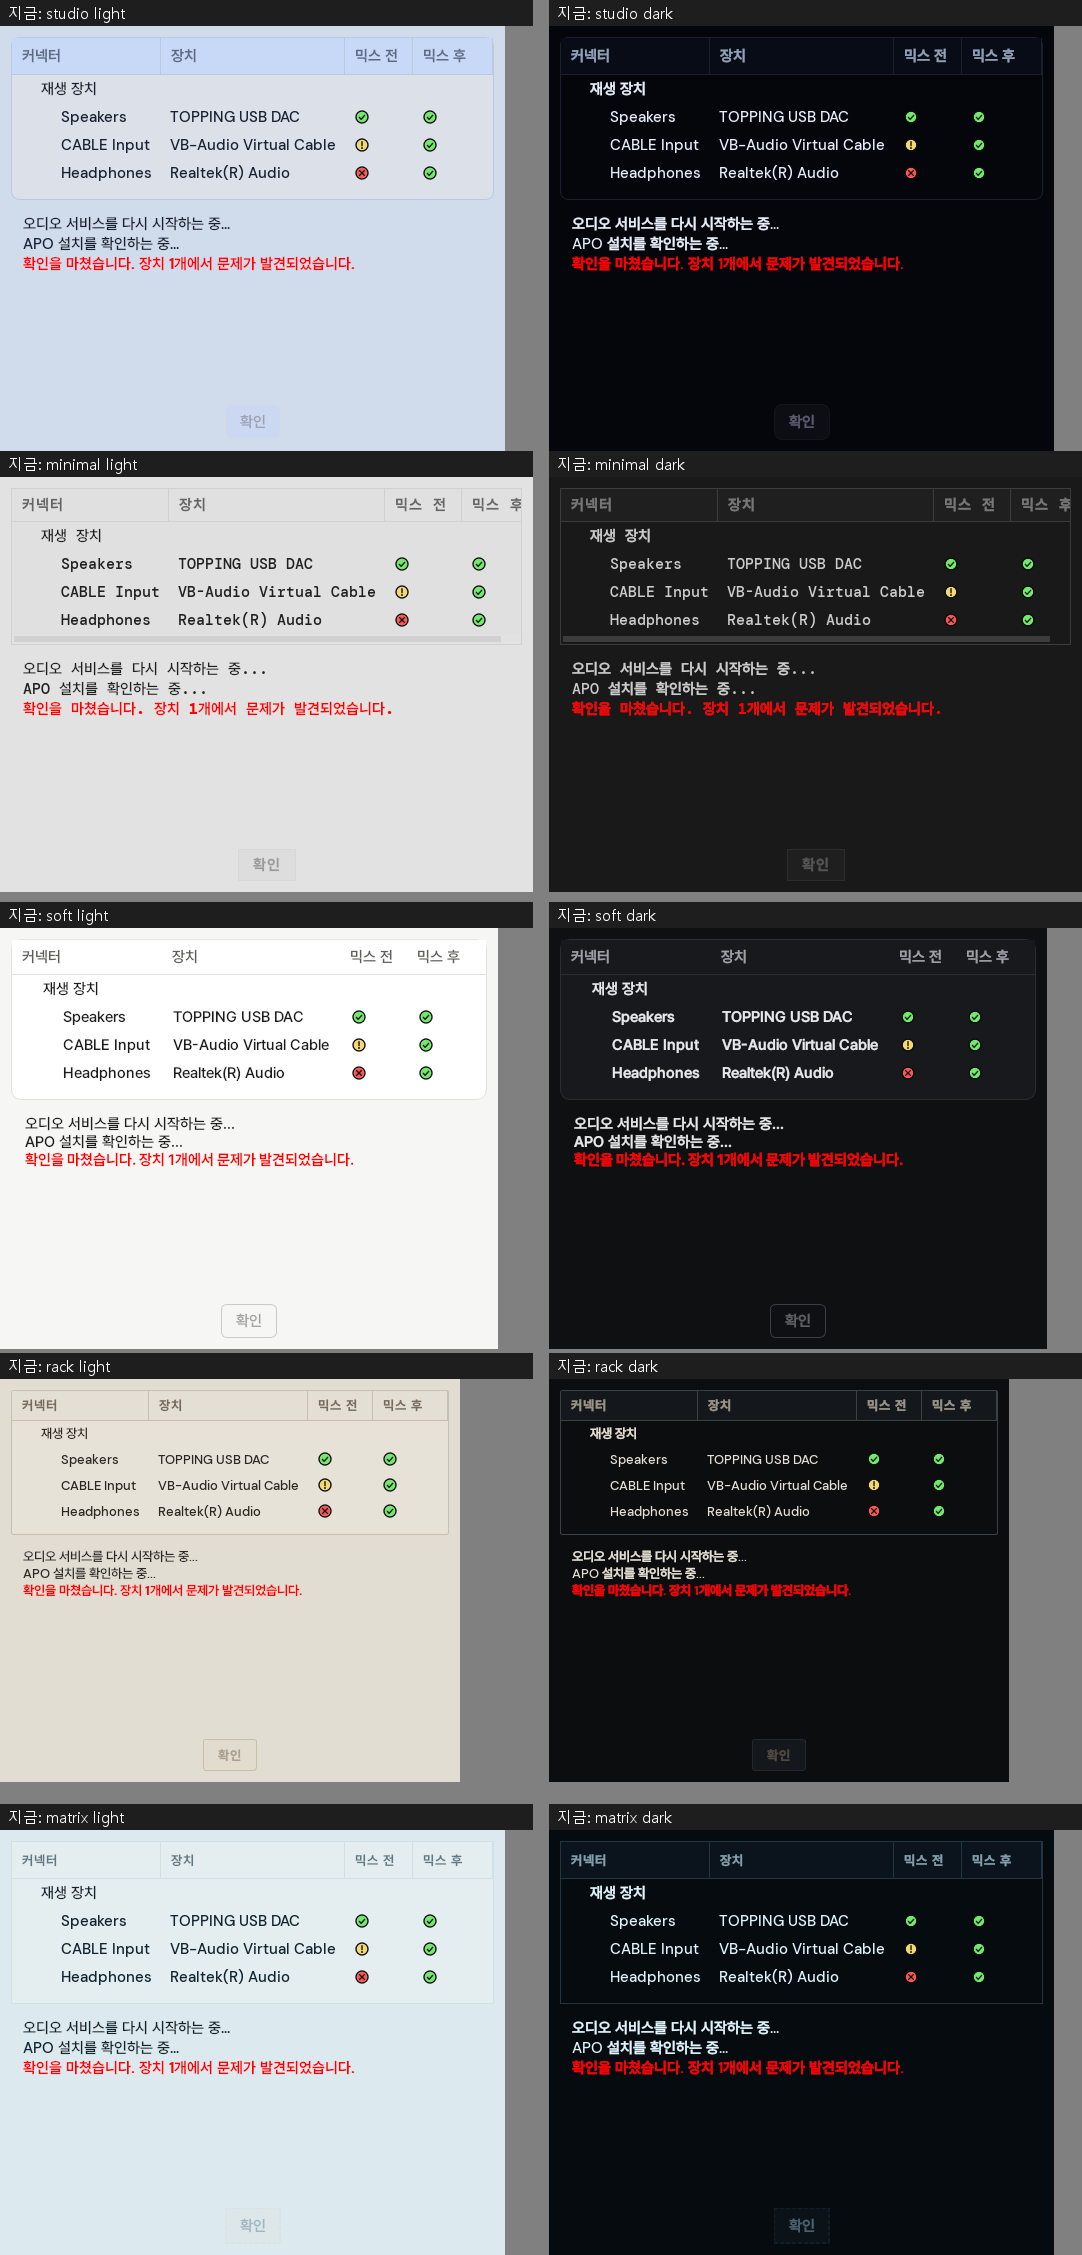 지금: studio light
커넥터 장치 믹스 전 믹스 후
재생 장치
Speakers TOPPING USB DAC
CABLE Input VB-Audio Virtual Cable
Headphones Realtek(R) Audio
오디오 서비스를 다시 시작하는 중...
APO 설치를 확인하는 중...
확인을 마쳤습니다. 장치 1개에서 문제가 발견되었습니다.
확인
지금: studio dark
커넥터 장치 믹스 전 믹스 후
재생 장치
Speakers TOPPING USB DAC
CABLE Input VB-Audio Virtual Cable
Headphones Realtek(R) Audio
오디오 서비스를 다시 시작하는 중...
APO 설치를 확인하는 중...
확인을 마쳤습니다. 장치 1개에서 문제가 발견되었습니다.
확인
지금: minimal light
커넥터 장치 믹스 전 믹스 후
재생 장치
Speakers TOPPING USB DAC
CABLE Input VB-Audio Virtual Cable
Headphones Realtek(R) Audio
오디오 서비스를 다시 시작하는 중...
APO 설치를 확인하는 중...
확인을 마쳤습니다. 장치 1개에서 문제가 발견되었습니다.
확인
지금: minimal dark
커넥터 장치 믹스 전 믹스 후
재생 장치
Speakers TOPPING USB DAC
CABLE Input VB-Audio Virtual Cable
Headphones Realtek(R) Audio
오디오 서비스를 다시 시작하는 중...
APO 설치를 확인하는 중...
확인을 마쳤습니다. 장치 1개에서 문제가 발견되었습니다.
확인
지금: soft light
커넥터 장치 믹스 전 믹스 후
재생 장치
Speakers TOPPING USB DAC
CABLE Input VB-Audio Virtual Cable
Headphones Realtek(R) Audio
오디오 서비스를 다시 시작하는 중...
APO 설치를 확인하는 중...
확인을 마쳤습니다. 장치 1개에서 문제가 발견되었습니다.
확인
지금: soft dark
커넥터 장치 믹스 전 믹스 후
재생 장치
Speakers TOPPING USB DAC
CABLE Input VB-Audio Virtual Cable
Headphones Realtek(R) Audio
오디오 서비스를 다시 시작하는 중...
APO 설치를 확인하는 중...
확인을 마쳤습니다. 장치 1개에서 문제가 발견되었습니다.
확인
지금: rack light
커넥터 장치 믹스 전 믹스 후
재생 장치
Speakers TOPPING USB DAC
CABLE Input VB-Audio Virtual Cable
Headphones Realtek(R) Audio
오디오 서비스를 다시 시작하는 중...
APO 설치를 확인하는 중...
확인을 마쳤습니다. 장치 1개에서 문제가 발견되었습니다.
확인
지금: rack dark
커넥터 장치 믹스 전 믹스 후
재생 장치
Speakers TOPPING USB DAC
CABLE Input VB-Audio Virtual Cable
Headphones Realtek(R) Audio
오디오 서비스를 다시 시작하는 중...
APO 설치를 확인하는 중...
확인을 마쳤습니다. 장치 1개에서 문제가 발견되었습니다.
확인
지금: matrix light
커넥터 장치 믹스 전 믹스 후
재생 장치
Speakers TOPPING USB DAC
CABLE Input VB-Audio Virtual Cable
Headphones Realtek(R) Audio
오디오 서비스를 다시 시작하는 중...
APO 설치를 확인하는 중...
확인을 마쳤습니다. 장치 1개에서 문제가 발견되었습니다.
확인
지금: matrix dark
커넥터 장치 믹스 전 믹스 후
재생 장치
Speakers TOPPING USB DAC
CABLE Input VB-Audio Virtual Cable
Headphones Realtek(R) Audio
오디오 서비스를 다시 시작하는 중...
APO 설치를 확인하는 중...
확인을 마쳤습니다. 장치 1개에서 문제가 발견되었습니다.
확인